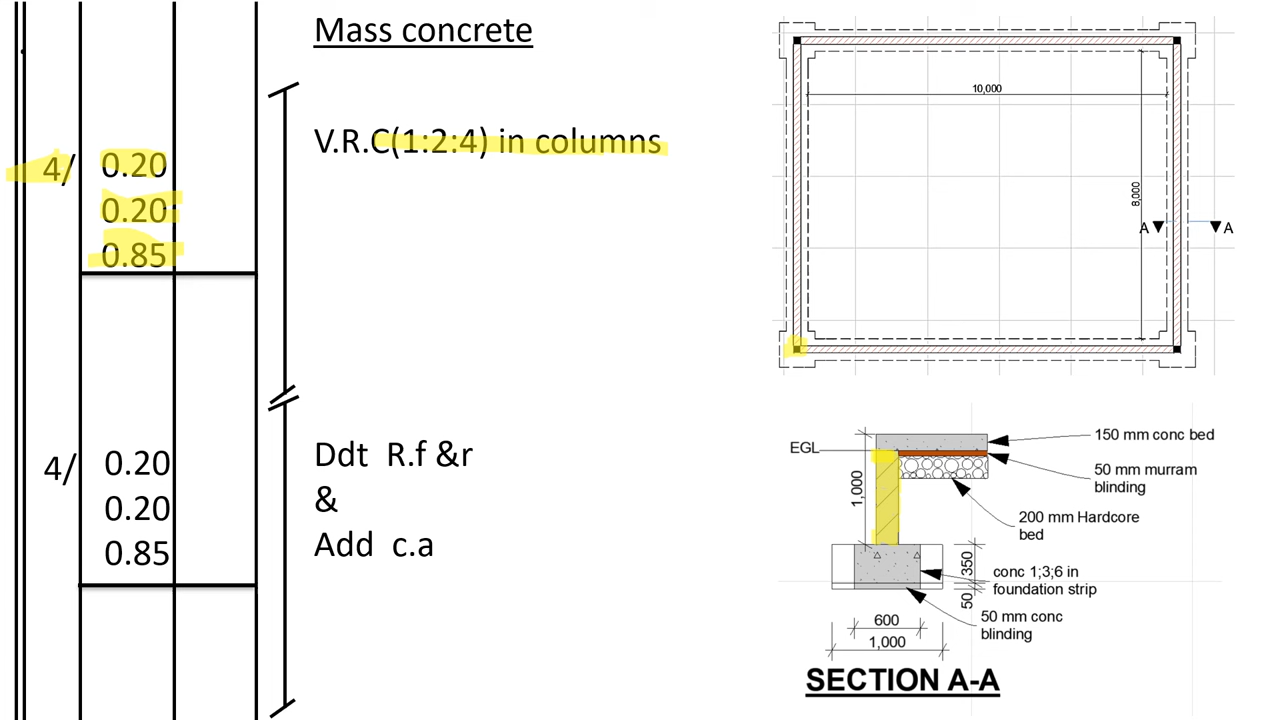 Mass concrete
V.R.C(1:2:4) in columns
4/ 0.20
0.20
0.85
4/ 0.20
0.20
0.85
Ddt R.f &r
&
Add c.a
10,000
8,000
A A
EGL
1,000
150 mm conc bed
50 mm murram
blinding
200 mm Hardcore
bed
350
conc 1;3;6 in
foundation strip
50
50 mm conc
blinding
600
1,000
SECTION A-A